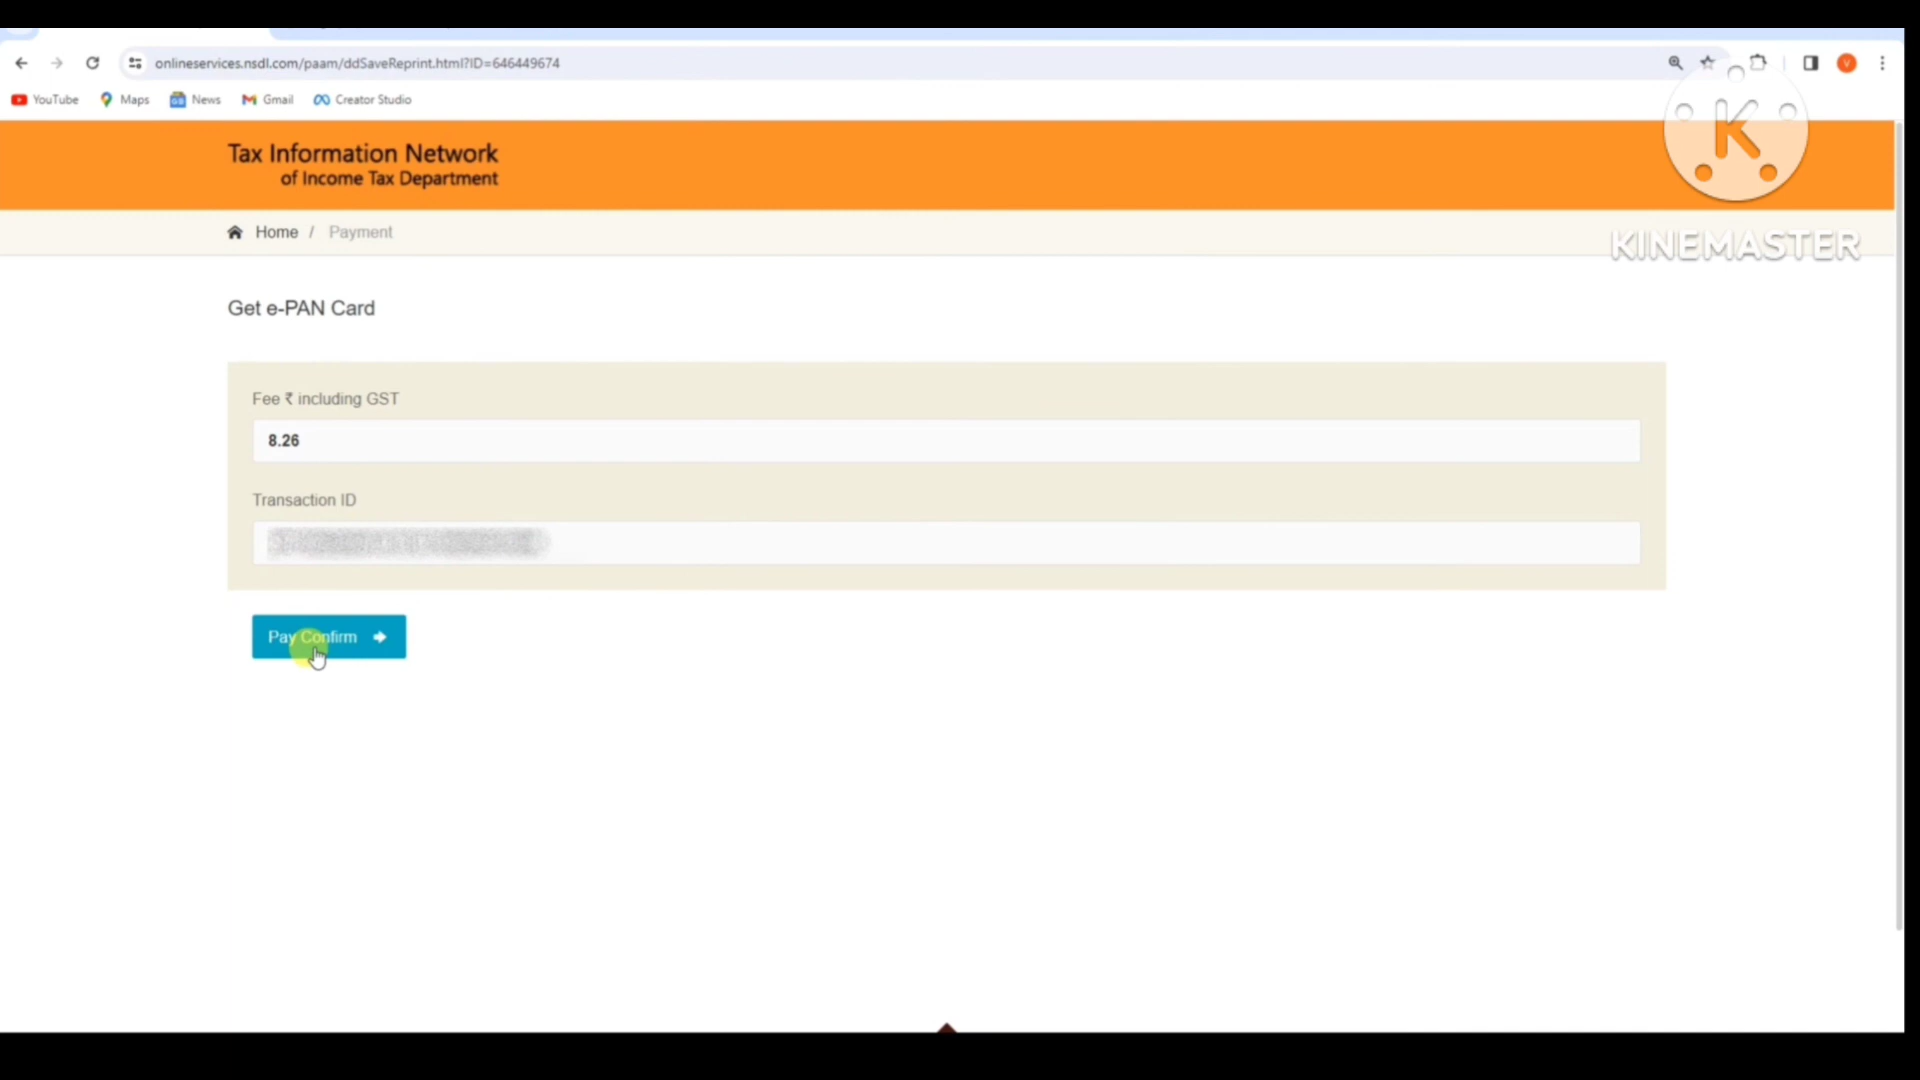 onlineservices.nsdl.com/paam/ddSaveReprint.html?ID=646449674
YouTube Maps News Gmail Creator Studio
Tax Information Network
of Income Tax Department
K
KINEMASTER
Home / Payment
Get e-PAN Card
Fee ₹ including GST
8.26
Transaction ID
Pay Confirm